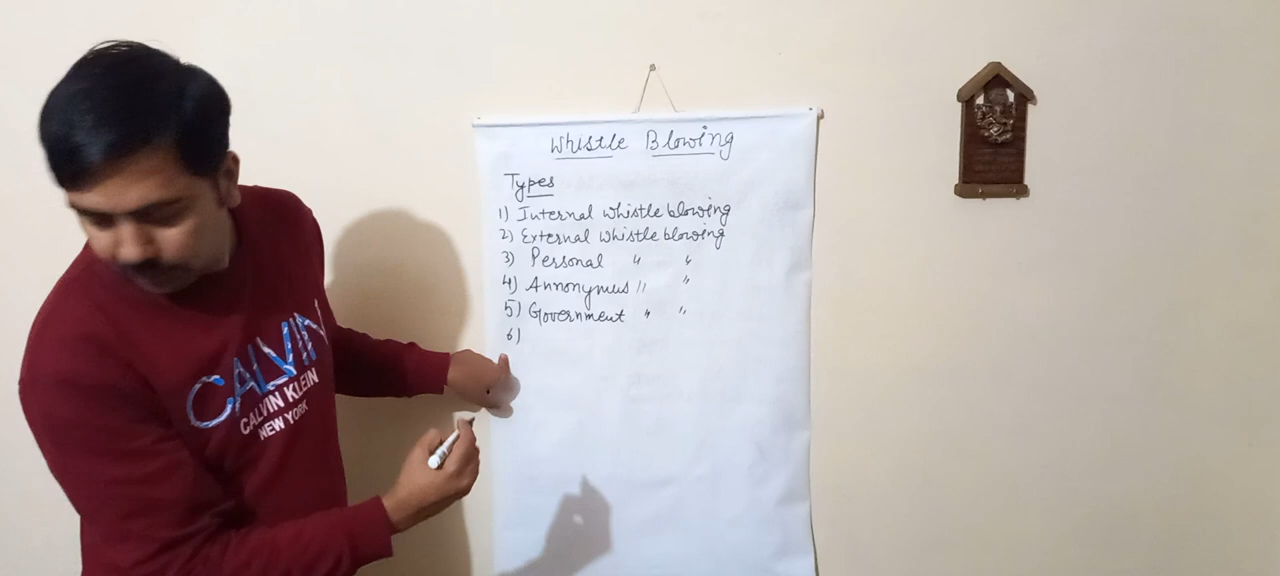 Whistle Blowing
Types
1) Internal whistle blowing
2) External whistle blowing
3) Personal " "
4) Annonymus " "
5) Government " "
6)
CALVIN
CALVIN KLEIN
NEW YORK